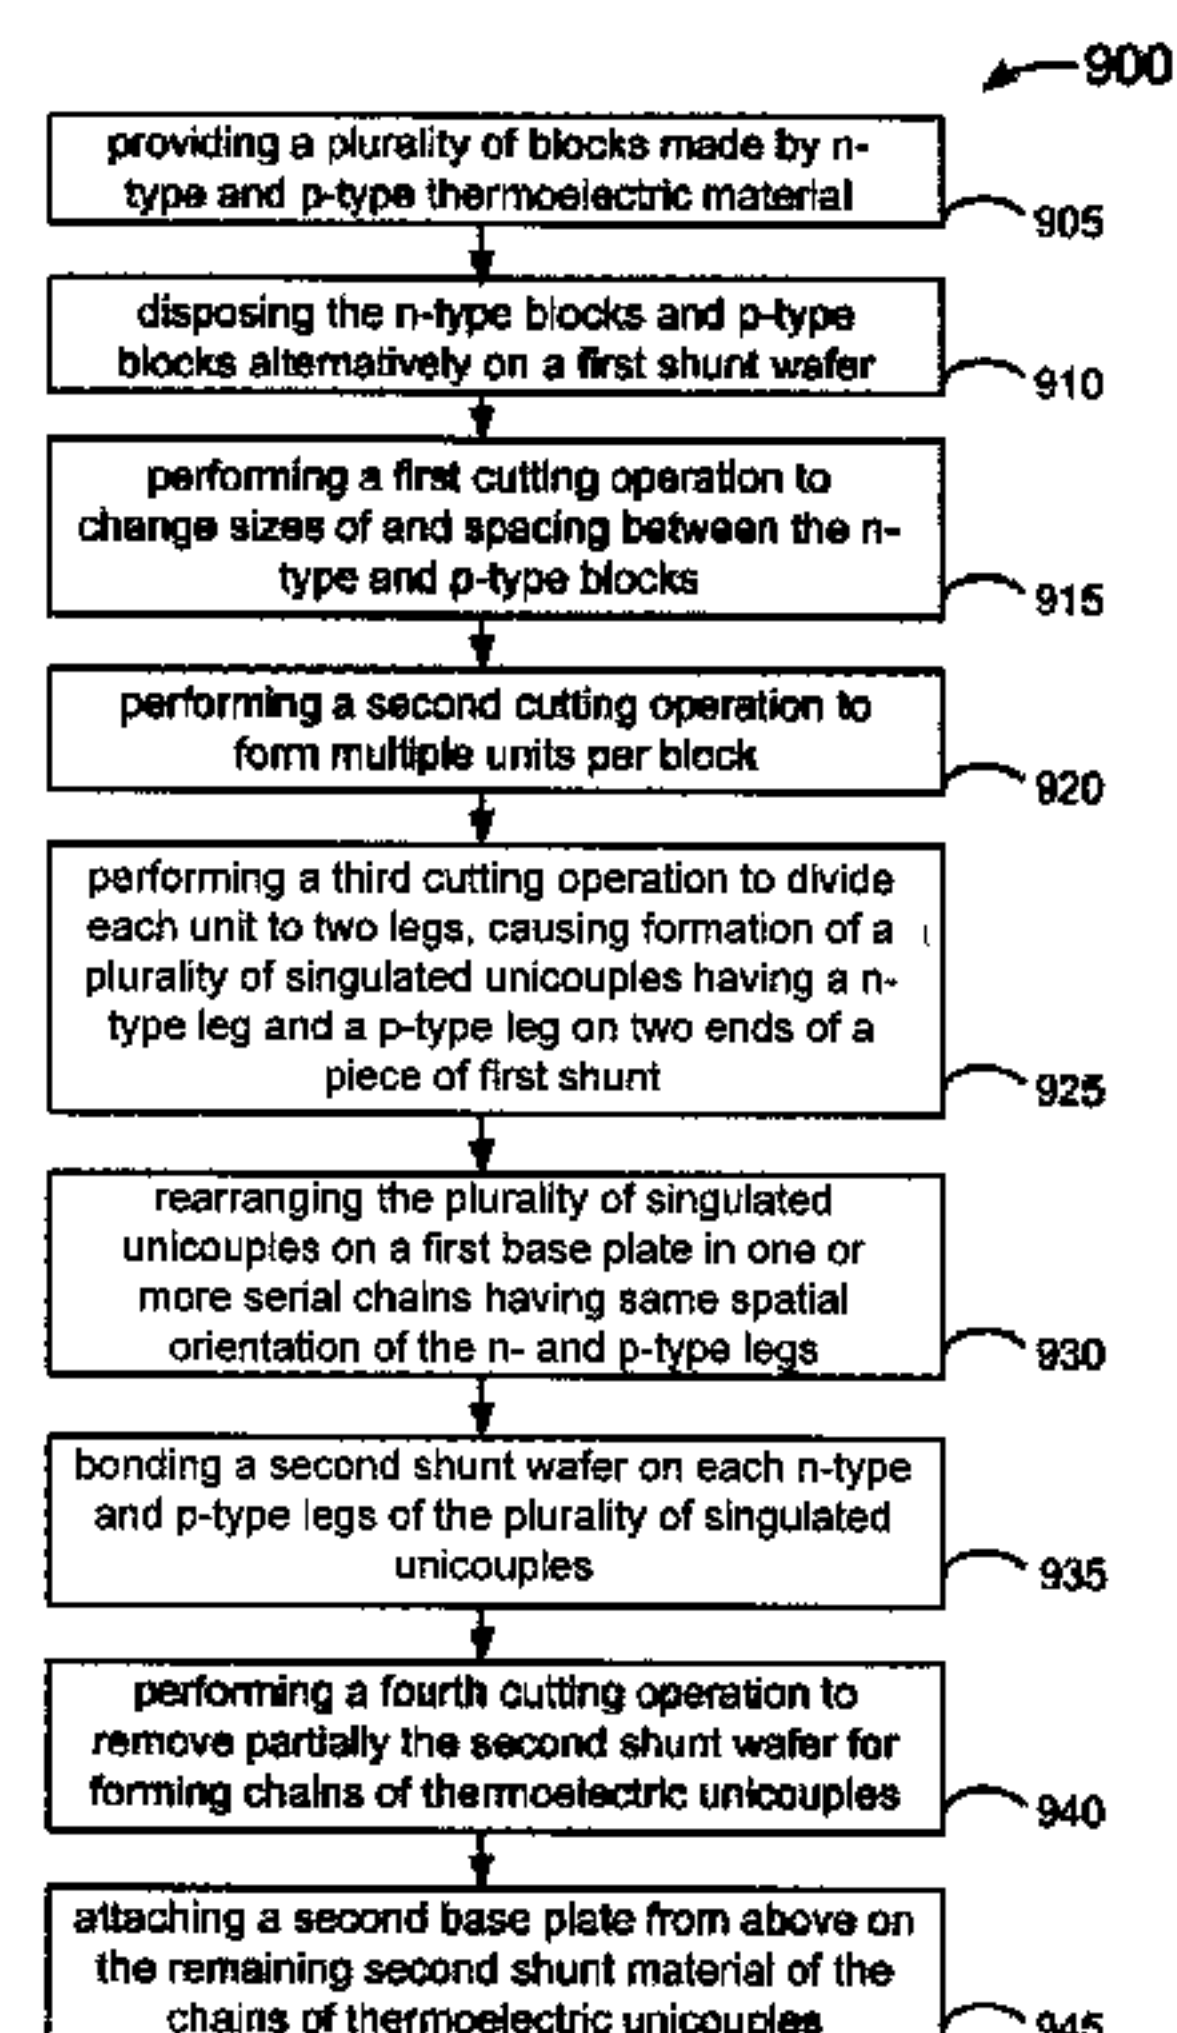 900
providing a plurality of blocks made by n-
type and p-type thermoelectric material
905
disposing the n-type blocks and p-type
blocks alternatively on a first shunt wafer
910
performing a first cutting operation to
change sizes of and spacing between the n-
type and p-type blocks
915
performing a second cutting operation to
form multiple units per block
920
performing a third cutting operation to divide
each unit to two legs, causing formation of a
plurality of singulated unicouples having a n-
type leg and a p-type leg on two ends of a
piece of first shunt
925
rearranging the plurality of singulated
unicouples on a first base plate in one or
more serial chains having same spatial
orientation of the n- and p-type legs
930
bonding a second shunt wafer on each n-type
and p-type legs of the plurality of singulated
unicouples
935
performing a fourth cutting operation to
remove partially the second shunt wafer for
forming chains of thermoelectric unicouples
940
attaching a second base plate from above on
the remaining second shunt material of the
chains of thermoelectric unicouples
945